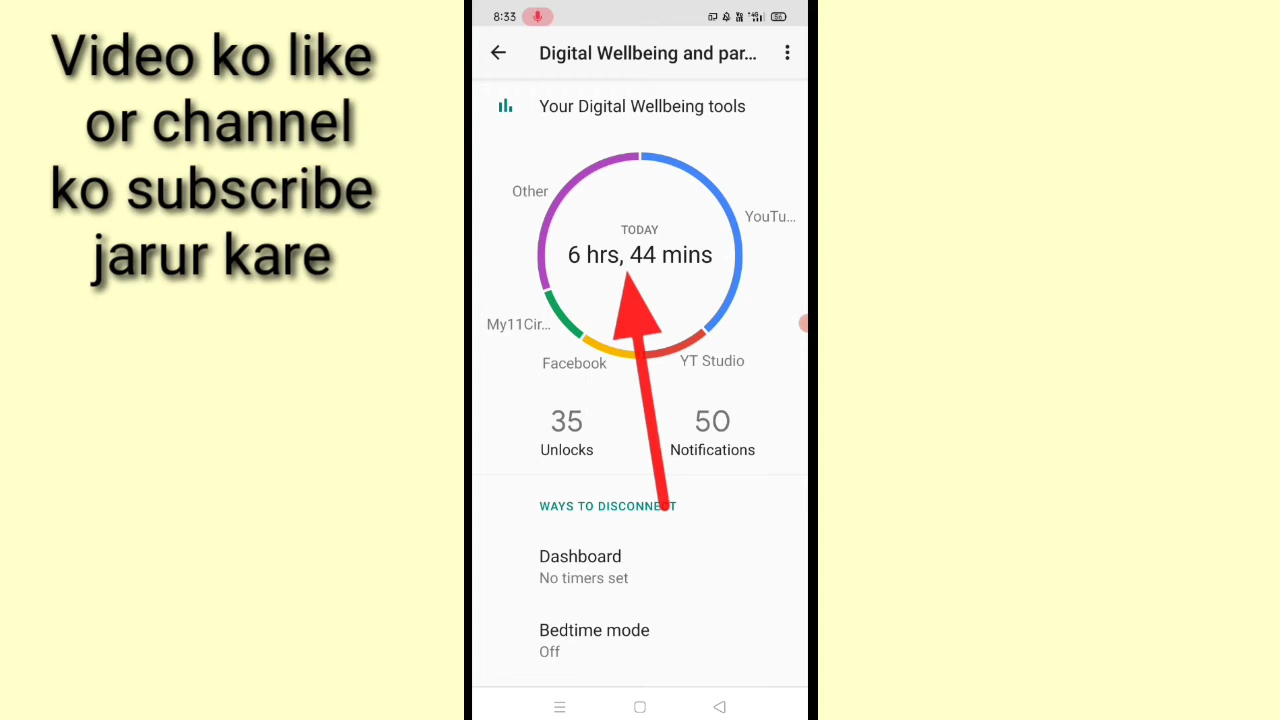 Video ko like
or channel
ko subscribe
jarur kare
8:33
56
Digital Wellbeing and par...
Your Digital Wellbeing tools
Other
YouTu...
TODAY
6 hrs, 44 mins
My11Cir...
Facebook
YT Studio
35
50
Unlocks
Notifications
WAYS TO DISCONNECT
Dashboard
No timers set
Bedtime mode
Off